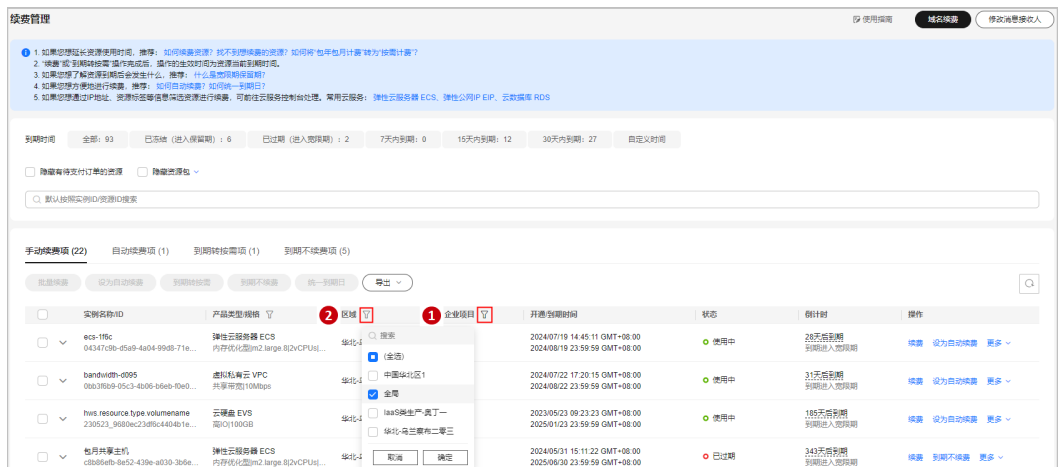 续费管理
使用指南
域名续费
修改消息接收人
1. 如果您想延长资源使用时间，推荐：如何续费资源？找不到想续费的资源？如何将“包年包月计费”转为“按需计费”？
2. “续费”或“到期转按需”操作完成后，操作的生效时间为资源当前到期时间。
3. 如果您想了解资源到期后会发生什么，推荐：什么是宽限期保留期？
4. 如果您想方便地进行续费，推荐：如何自动续费？如何统一到期日？
5. 如果您想通过IP地址、资源标签等信息筛选资源进行续费，可前往云服务控制台处理。常用云服务：弹性云服务器 ECS、弹性公网IP EIP、云数据库 RDS
到期时间 全部：93 已冻结（进入保留期）：6 已过期（进入宽限期）：2 7天内到期：0 15天内到期：12 30天内到期：27 自定义时间
隐藏有待支付订单的资源 隐藏资源包
默认按照实例ID/资源ID搜索
手动续费项 (22) 自动续费项 (1) 到期转按需项 (1) 到期不续费项 (5)
批量续费 设为自动续费 到期转按需 到期不续费 统一到期日 导出
实例名称/ID 产品类型/规格 2 区域 1 企业项目 开通/到期时间 状态 倒计时 操作
ecs-1f6c 弹性云服务器 ECS 2024/07/19 14:45:11 GMT+08:00 使用中 28天后到期 续费 设为自动续费 更多
04347c9b-d5a9-4a04-99d8-71e... 内存优化型|m2.large.8|2vCPUs|... 华北- 2024/08/19 23:59:59 GMT+08:00 到期进入宽限期
bandwidth-d095 虚拟私有云 VPC 2024/07/22 17:20:15 GMT+08:00 使用中 31天后到期 续费 设为自动续费 更多
0bb3f6b9-05c3-4b06-b6eb-f0e0... 共享带宽|10Mbps 华北- 2024/08/22 23:59:59 GMT+08:00 到期进入宽限期
hws.resource.type.volumename 云硬盘 EVS 2023/05/23 09:23:23 GMT+08:00 使用中 185天后到期 续费 设为自动续费 更多
230523_9680ec23df6c4404b1e... 高IO|100GB 华北- 2025/01/23 23:59:59 GMT+08:00 到期进入宽限期
包月共享主机 弹性云服务器 ECS 2024/05/31 15:11:22 GMT+08:00 已过期 343天后到期 续费 到期不续费 更多
c8b86efb-8e52-439e-a030-3b6e... 内存优化型|m2.large.8|2vCPUs|... 华北- 2025/06/30 23:59:59 GMT+08:00 到期进入宽限期
搜索
(全选)
中国华北区1
全局
IaaS类生产-奥丁一
华北-乌兰察布二零三
取消 确定